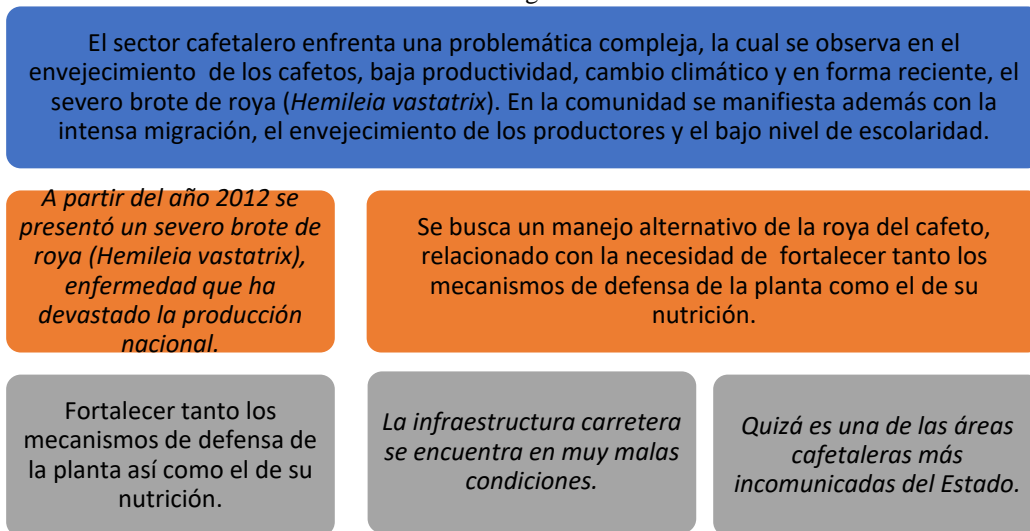 El sector cafetalero enfrenta una problemática compleja, la cual se observa en el
envejecimiento de los cafetos, baja productividad, cambio climático y en forma reciente, el
severo brote de roya (Hemileia vastatrix). En la comunidad se manifiesta además con la
intensa migración, el envejecimiento de los productores y el bajo nivel de escolaridad.
A partir del año 2012 se
presentó un severo brote de
roya (Hemileia vastatrix),
enfermedad que ha
devastado la producción
nacional.
Se busca un manejo alternativo de la roya del cafeto,
relacionado con la necesidad de fortalecer tanto los
mecanismos de defensa de la planta como el de su
nutrición.
Fortalecer tanto los
mecanismos de defensa de
la planta así como el de su
nutrición.
La infraestructura carretera
se encuentra en muy malas
condiciones.
Quizá es una de las áreas
cafetaleras más
incomunicadas del Estado.